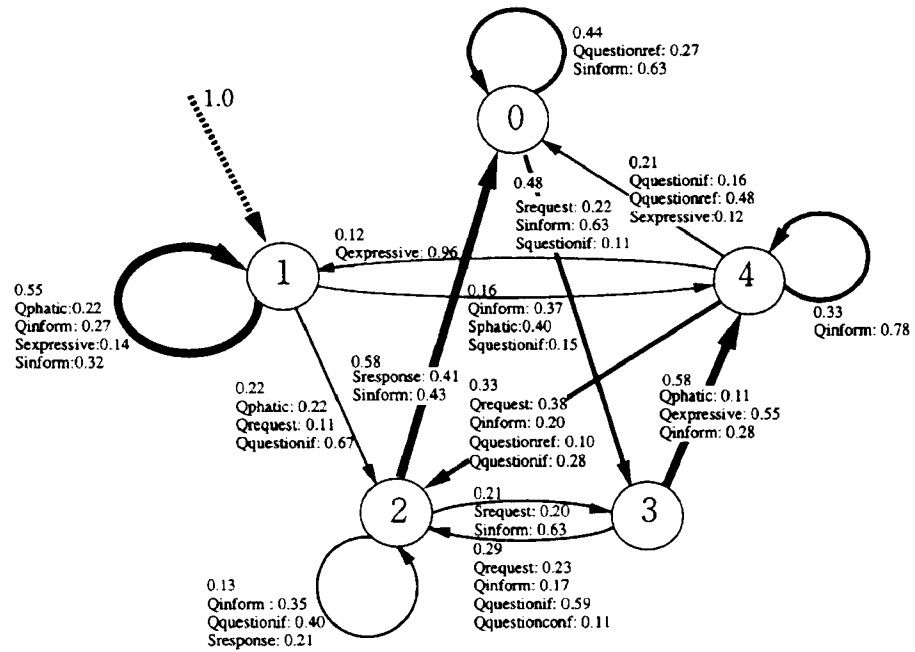 0.44
Qquestionref: 0.27
Sinform: 0.63
1.0
0
0.21
Qquestionif: 0.16
Qquestionref: 0.48
Sexpressive:0.12
0.48
Srequest: 0.22
Sinform: 0.63
Squestionif: 0.11
0.12
Qexpressive: 0.96
1
4
0.55
Qphatic:0.22
Qinform: 0.27
Sexpressive:0.14
Sinform: 0.32
0.16
Qinform: 0.37
Sphatic: 0.40
Squestionif:0.15
0.33
Qinform: 0.78
0.58
Sresponse: 0.41
Sinform: 0.43
0.22
Qphatic: 0.22
Qrequest: 0.11
Qquestionif: 0.67
0.33
Qrequest: 0.38
Qinform: 0.20
Qquestionref: 0.10
Qquestionif: 0.28
0.58
Qphatic: 0.11
Qexpressive: 0.55
Qinform: 0.28
2
3
0.21
Srequest: 0.20
Sinform: 0.63
0.29
Qrequest: 0.23
Qinform: 0.17
Qquestionif: 0.59
Qquestionconf: 0.11
0.13
Qinform : 0.35
Qquestionif: 0.40
Sresponse: 0.21